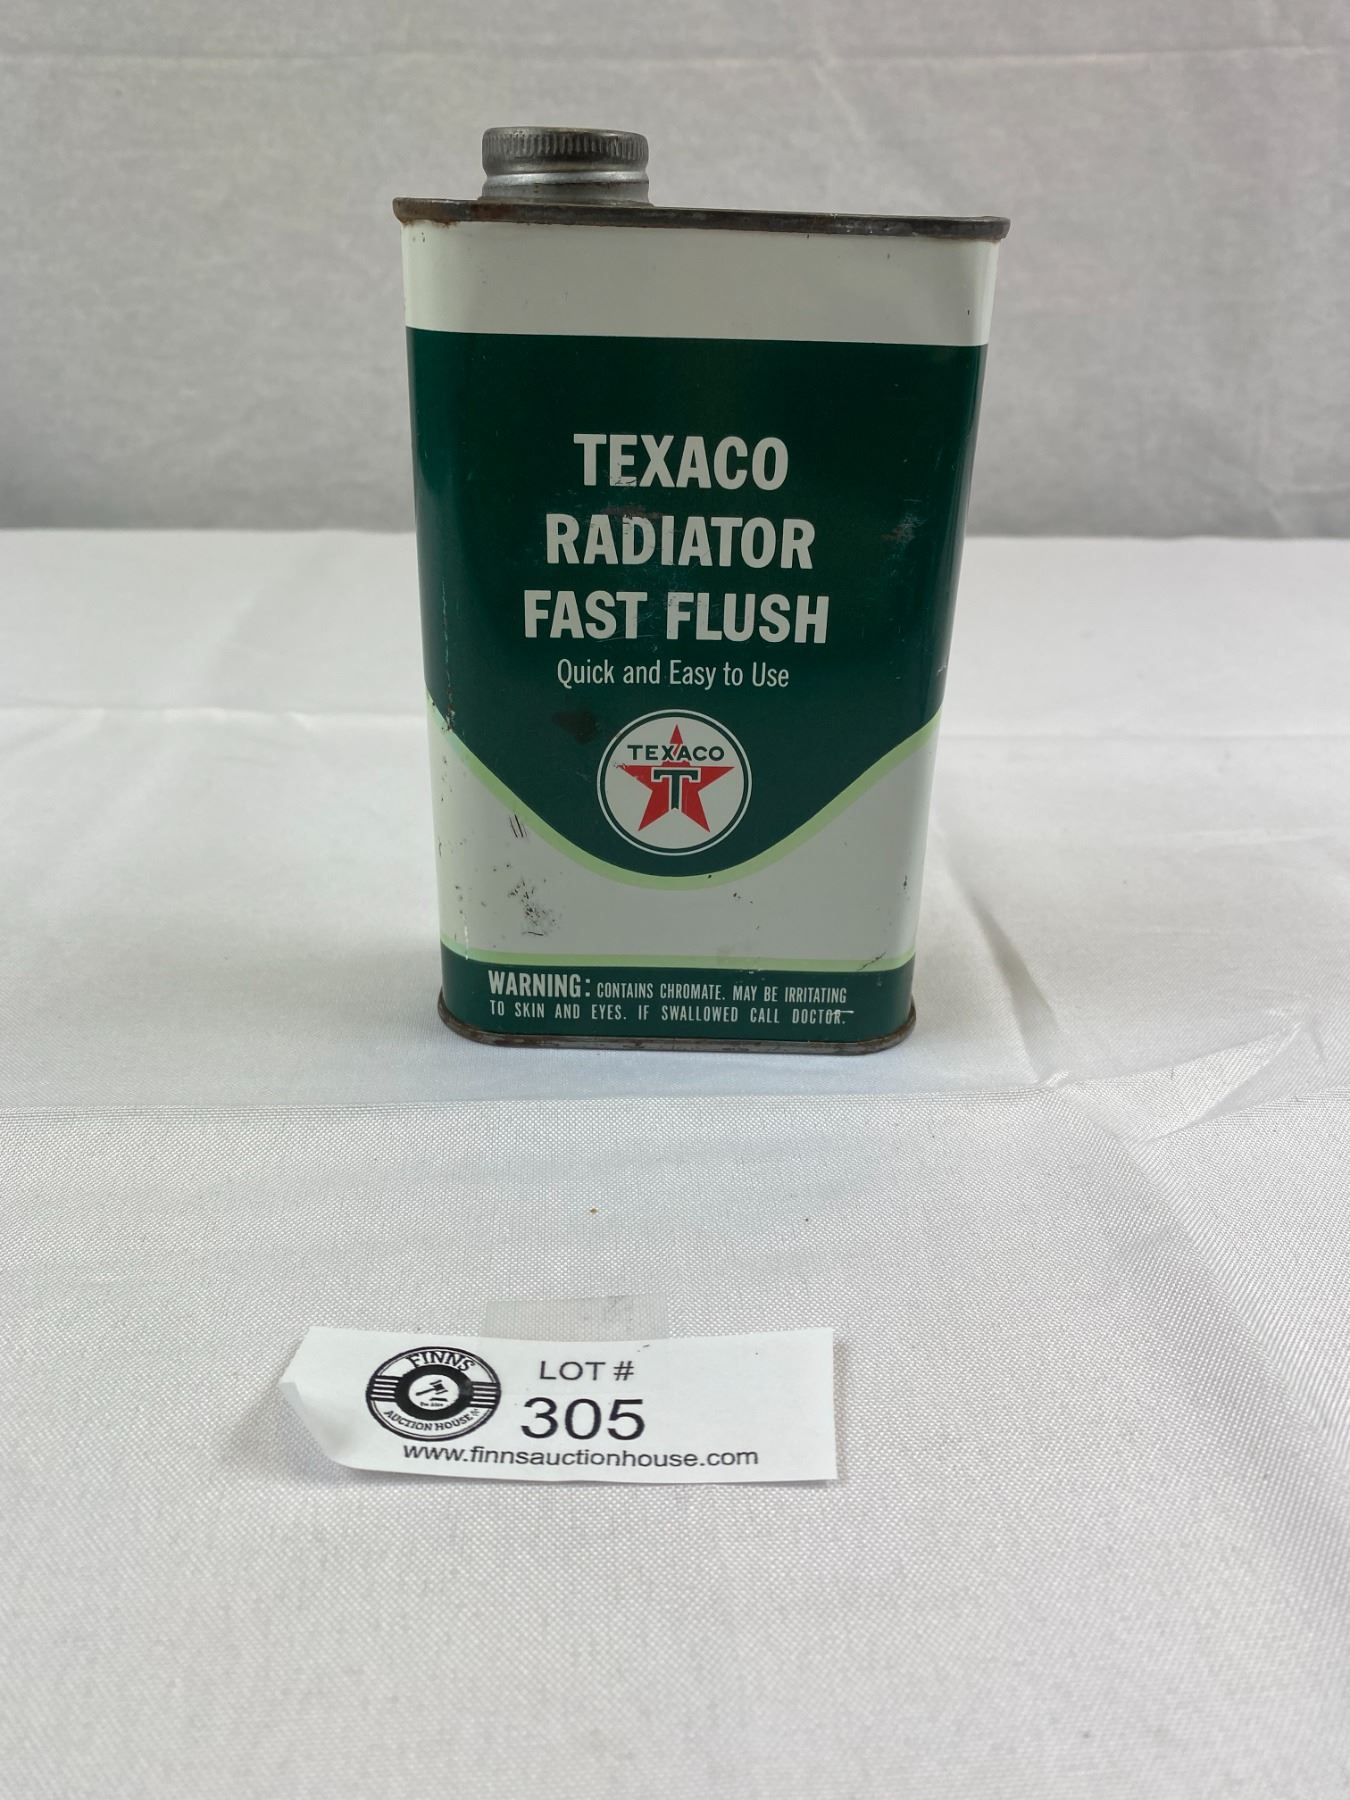 TEXACO
RADIATOR
FAST FLUSH
Quick and Easy to Use
TEXACO
T
WARNING: CONTAINS CHROMATE. MAY BE IRRITATING
TO SKIN AND EYES. IF SWALLOWED CALL DOCTOR.
FINNS
AUCTION HOUSE
LOT #
305
www.finnsauctionhouse.com